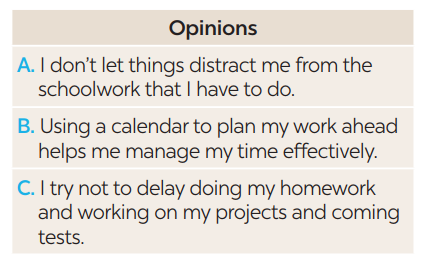 Opinions
A. I don't let things distract me from the
schoolwork that I have to do.
B. Using a calendar to plan my work ahead
helps me manage my time effectively.
C. I try not to delay doing my homework
and working on my projects and coming
tests.